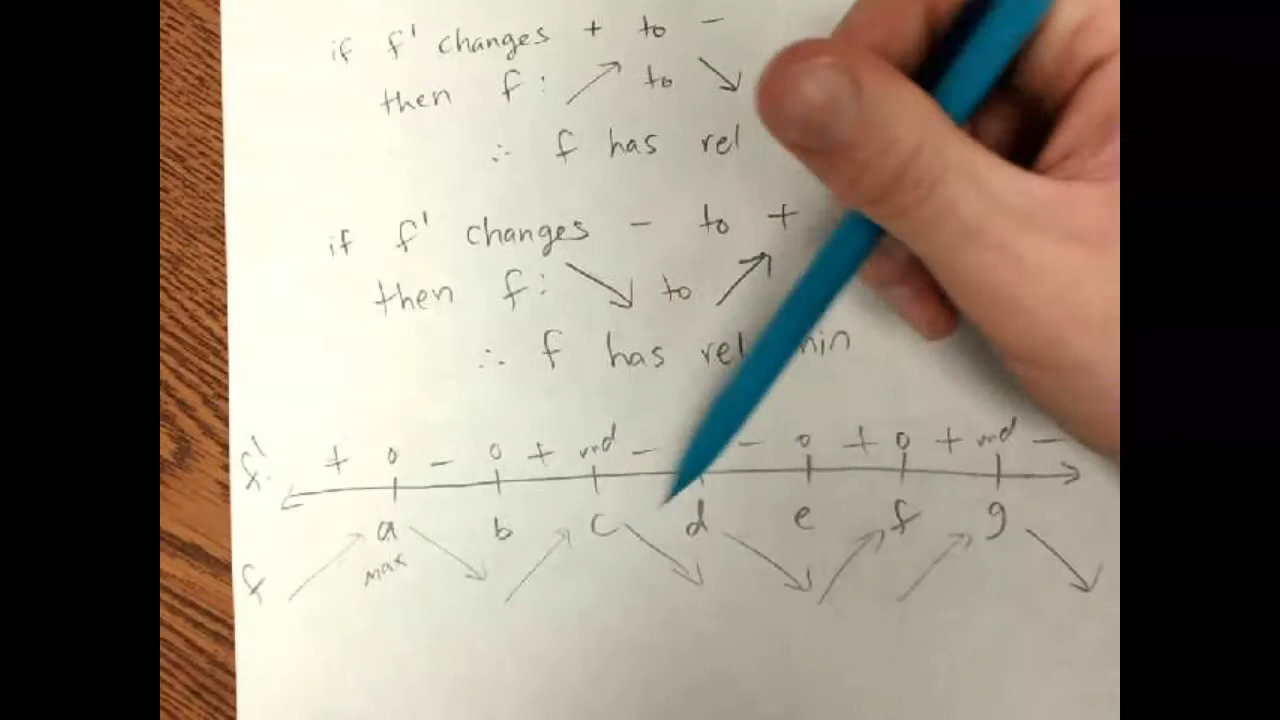 if f' changes + to -
then f: ↗ to ↘
∴ f has rel
if f' changes - to +
then f: ↘ to ↗
∴ f has rel min
f' + 0 - 0 + und - - 0 + 0 + und -
a b c d e f g
max
f ↗ ↘ ↗ ↘ ↘ ↗ ↗ ↘